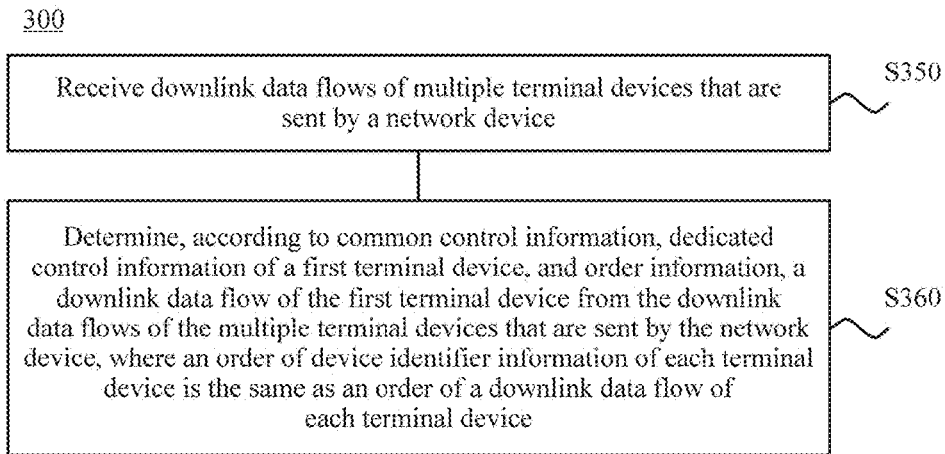 300
Receive downlink data flows of multiple terminal devices that are
sent by a network device
S350
Determine, according to common control information, dedicated
control information of a first terminal device, and order information, a
downlink data flow of the first terminal device from the downlink
data flows of the multiple terminal devices that are sent by the network
device, where an order of device identifier information of each terminal
device is the same as an order of a downlink data flow of
each terminal device
S360